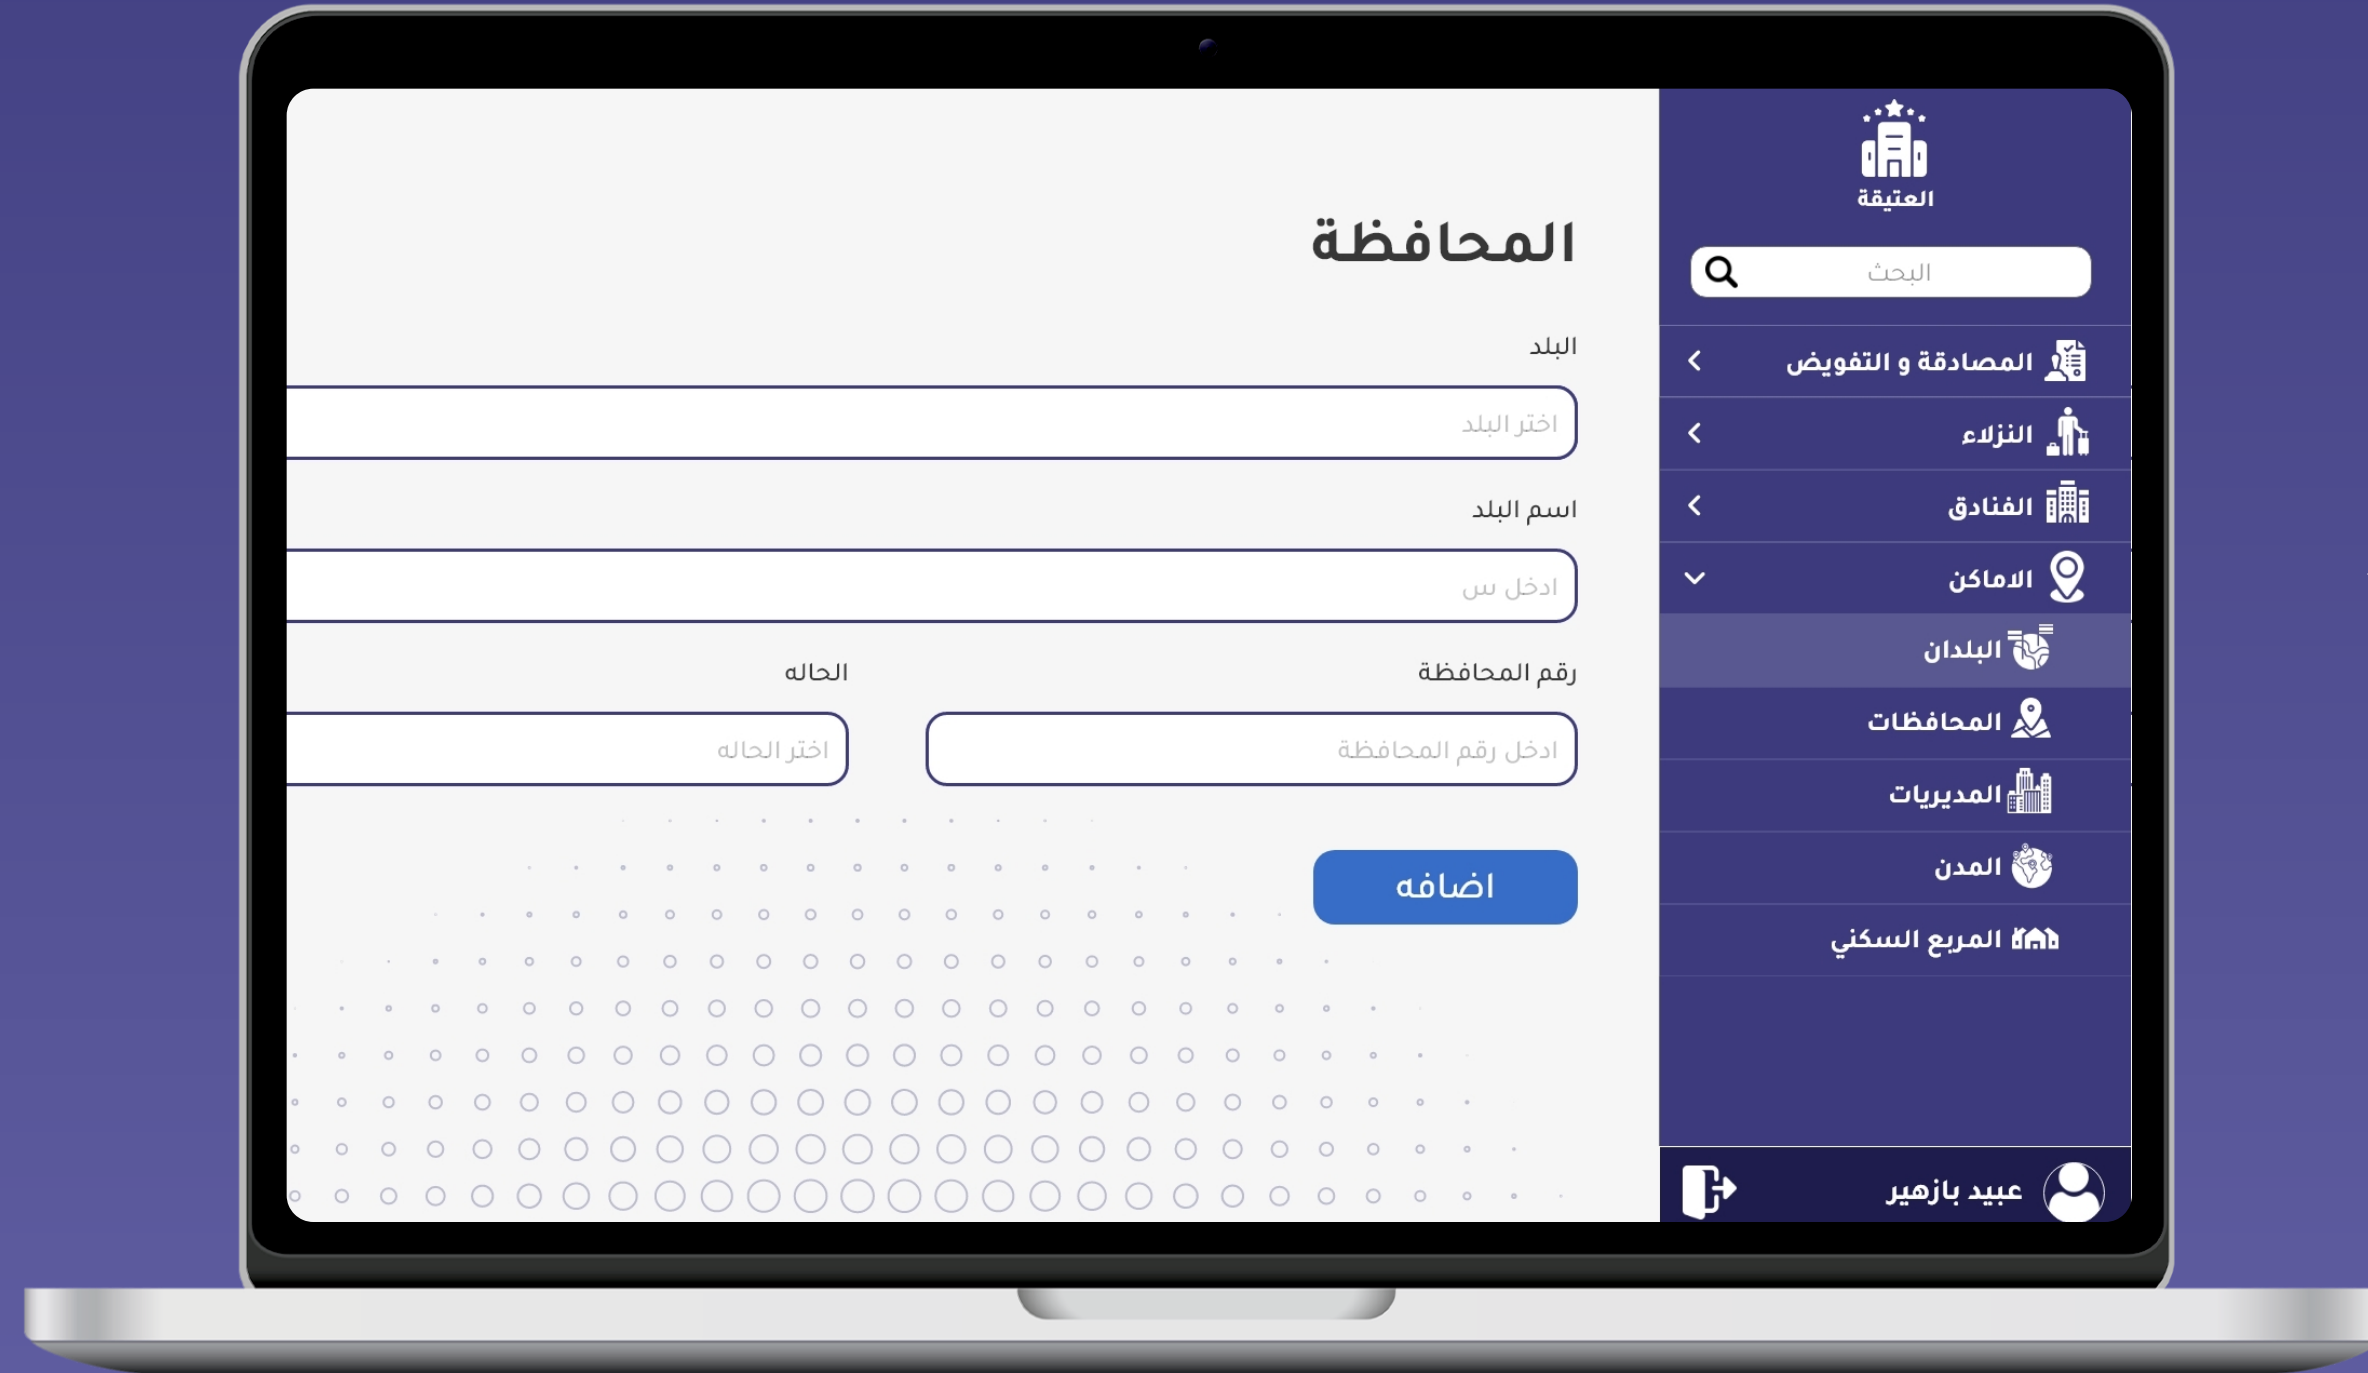 العتيقة
البحث
المصادقة و التفويض
النزلاء
الفنادق
الاماكن
البلدان
المحافظات
المديريات
المدن
المربع السكني
عبيد بازهير
المحافظة
البلد
اختر البلد
اسم البلد
ادخل س
رقم المحافظة
الحاله
ادخل رقم المحافظة
اختر الحاله
اضافه